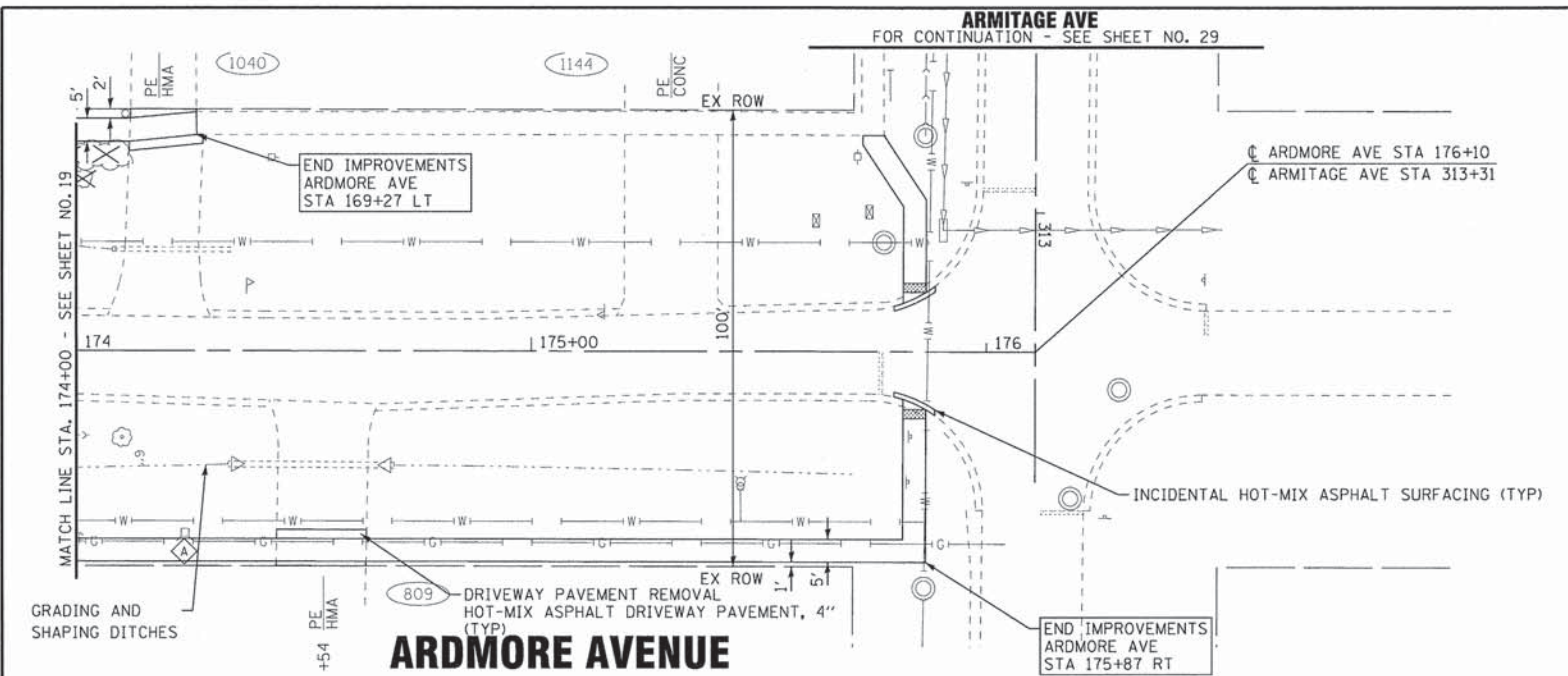 ARMITAGE AVE
FOR CONTINUATION - SEE SHEET NO. 29
1040
1144
PE
HMA
PE
CONC
5'
2'
EX ROW
END IMPROVEMENTS
ARDMORE AVE
STA 169+27 LT
℄ ARDMORE AVE STA 176+10
℄ ARMITAGE AVE STA 313+31
MATCH LINE STA. 174+00 - SEE SHEET NO. 19
W
W
W
W
W
313
W
W
174
175+00
100
176
9"
INCIDENTAL HOT-MIX ASPHALT SURFACING (TYP)
W
W
W
W
W
W
W
G
G
G
G
G
G
A
EX ROW
1'
5'
GRADING AND
SHAPING DITCHES
+54
PE
HMA
809
DRIVEWAY PAVEMENT REMOVAL
HOT-MIX ASPHALT DRIVEWAY PAVEMENT, 4"
(TYP)
ARDMORE AVENUE
END IMPROVEMENTS
ARDMORE AVE
STA 175+87 RT